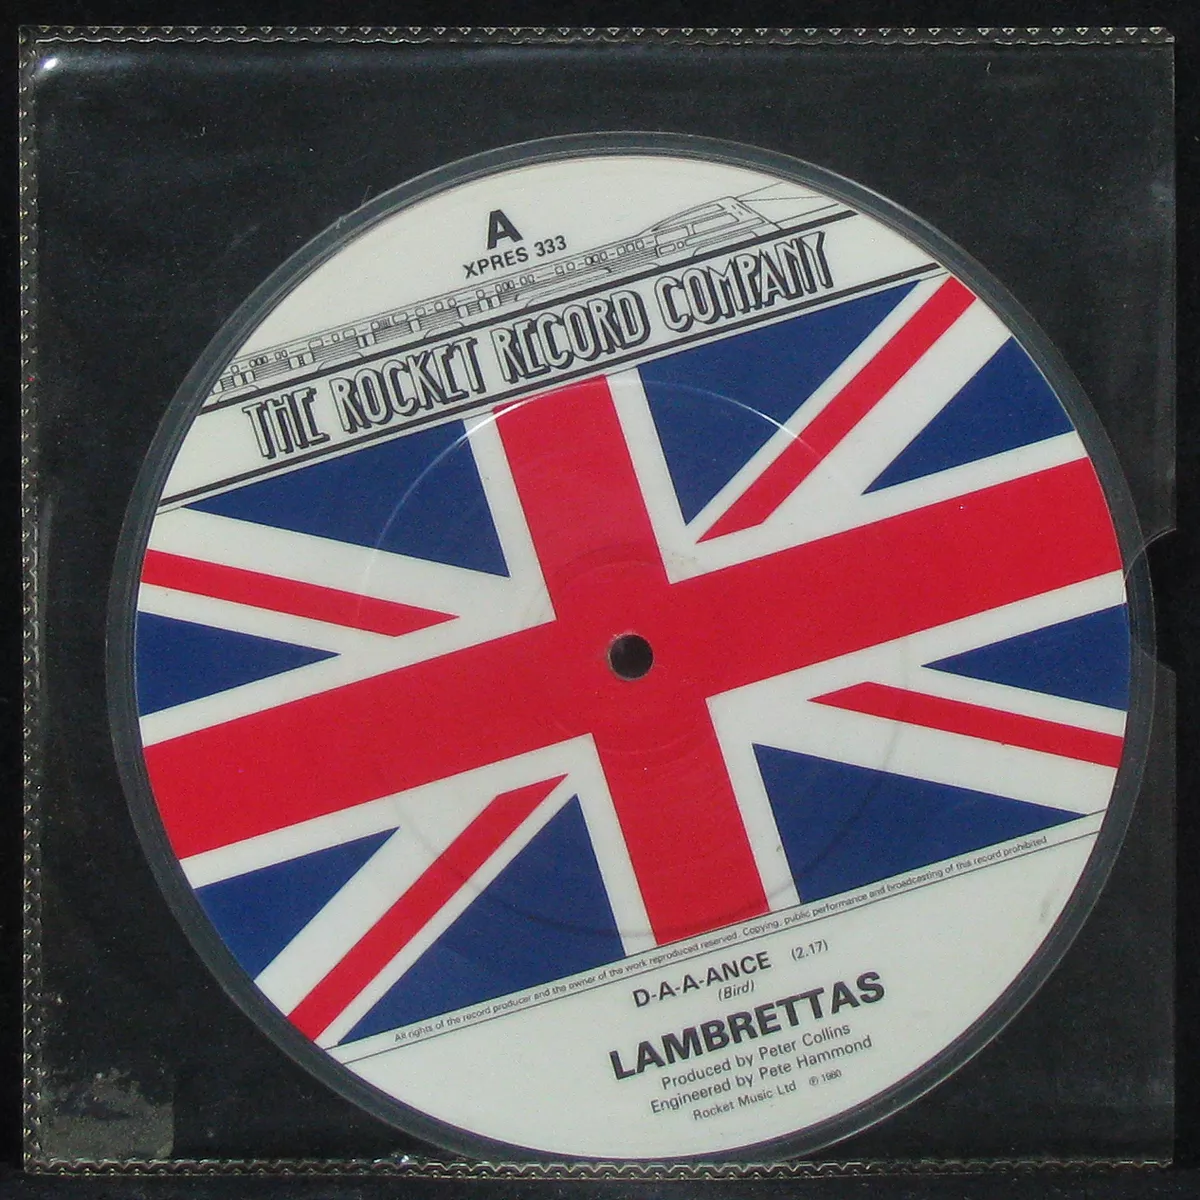 A
XPRES 333
THE ROCKET RECORD COMPANY
All rights of the record producer and the owner of the work reproduced reserved. Copying, public performance and broadcasting of this record prohibited
D-A-A-ANCE (2.17)
(Bird)
LAMBRETTAS
Produced by Peter Collins
Engineered by Pete Hammond
Rocket Music Ltd ℗ 1980